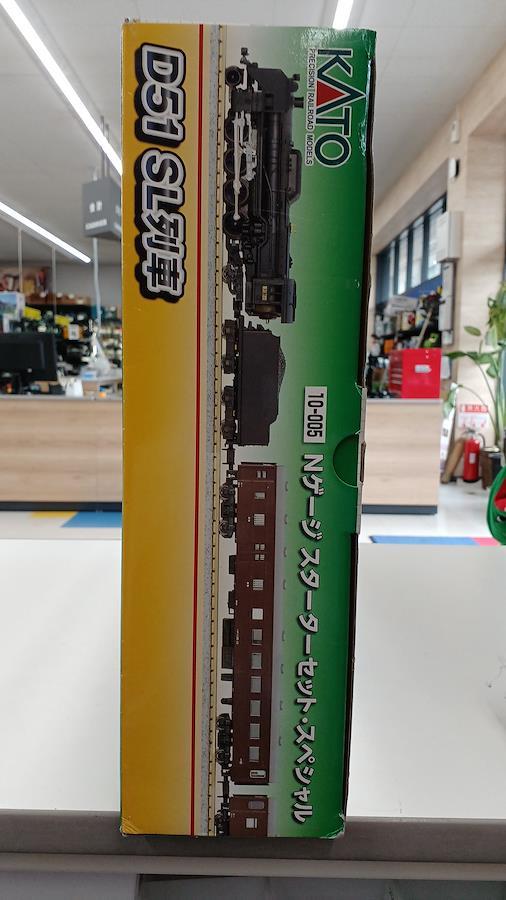 KATO
PRECISION RAILROAD MODELS
10-005
Nゲージ スターターセット・スペシャル
D51 SL列車